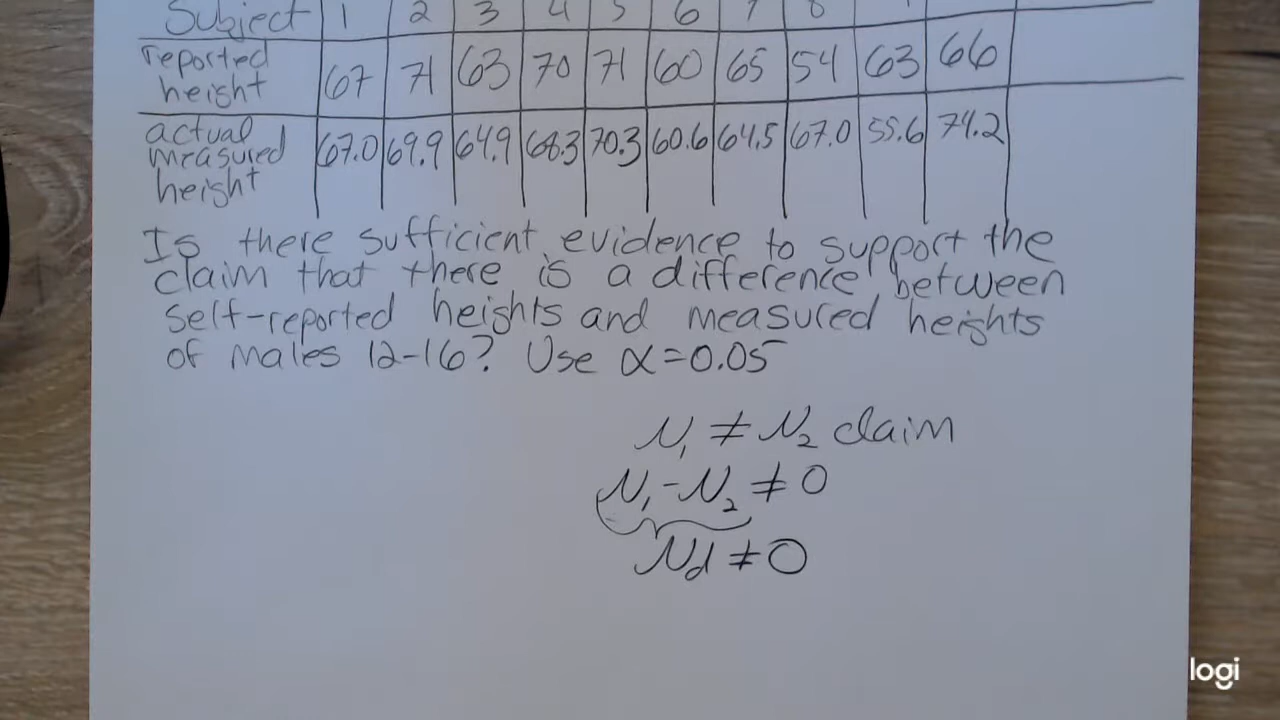 Subject 1 2 3 4 5 6 7 8
reported height 67 71 63 70 71 60 65 54 63 66
actual measured height 67.0 69.9 64.9 68.3 70.3 60.6 64.5 67.0 55.6 74.2
Is there sufficient evidence to support the
claim that there is a difference between
self-reported heights and measured heights
of males 12-16? Use α=0.05
μ₁ ≠ μ₂ claim
μ₁-μ₂ ≠ 0
μd ≠ 0
logi